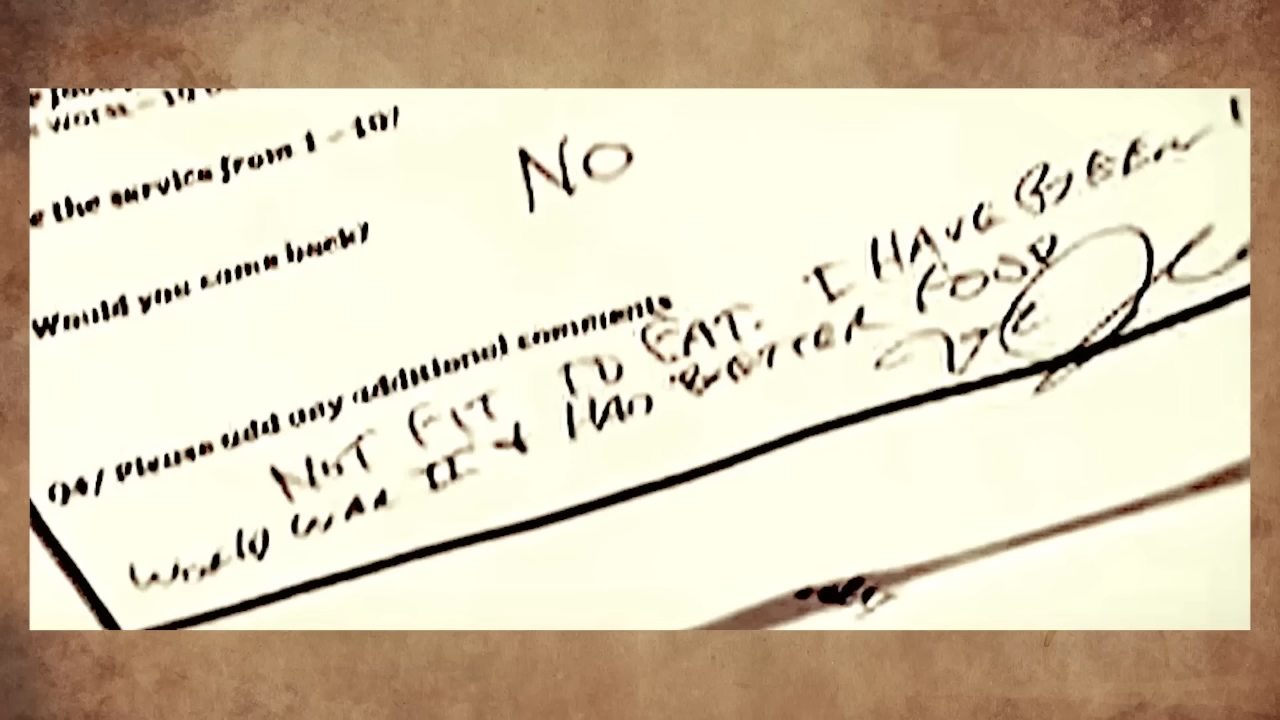 the service from 1 - 10?
NO
Would you come back?
Q4/ Please add any additional comments
NOT FIT TO EAT. I HAVE BEEN
World WAR II & HAD BETTER FOOD